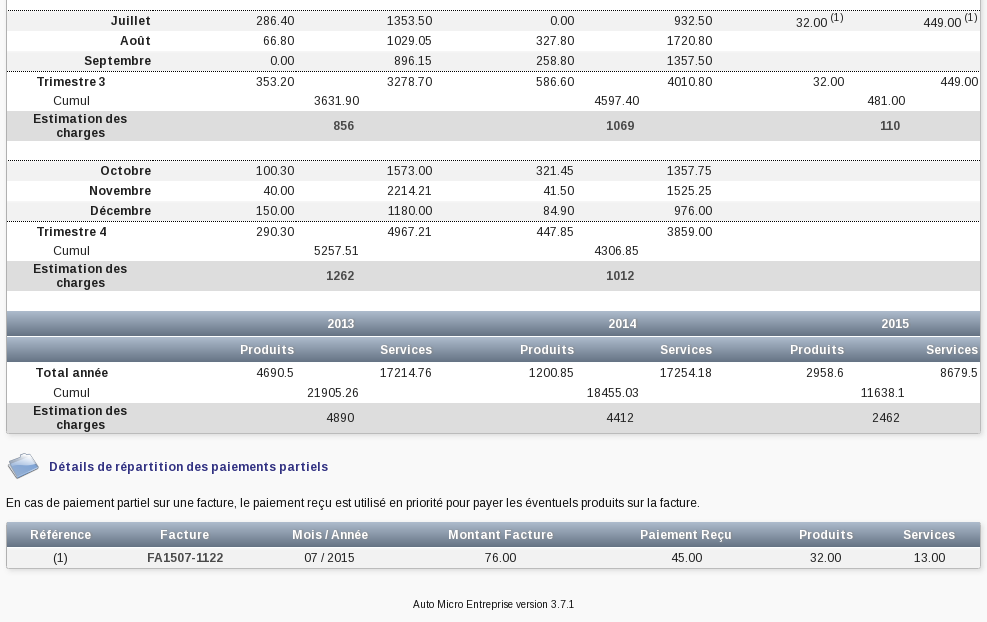 Juillet 286.40 1353.50 0.00 932.50 32.00 (1) 449.00 (1)
Août 66.80 1029.05 327.80 1720.80
Septembre 0.00 896.15 258.80 1357.50
Trimestre 3 353.20 3278.70 586.60 4010.80 32.00 449.00
Cumul 3631.90 4597.40 481.00
Estimation des
charges 856 1069 110
Octobre 100.30 1573.00 321.45 1357.75
Novembre 40.00 2214.21 41.50 1525.25
Décembre 150.00 1180.00 84.90 976.00
Trimestre 4 290.30 4967.21 447.85 3859.00
Cumul 5257.51 4306.85
Estimation des
charges 1262 1012
2013 2014 2015
Produits Services Produits Services Produits Services
Total année 4690.5 17214.76 1200.85 17254.18 2958.6 8679.5
Cumul 21905.26 18455.03 11638.1
Estimation des
charges 4890 4412 2462
Détails de répartition des paiements partiels
En cas de paiement partiel sur une facture, le paiement reçu est utilisé en priorité pour payer les éventuels produits sur la facture.
Référence Facture Mois / Année Montant Facture Paiement Reçu Produits Services
(1) FA1507-1122 07 / 2015 76.00 45.00 32.00 13.00
Auto Micro Entreprise version 3.7.1